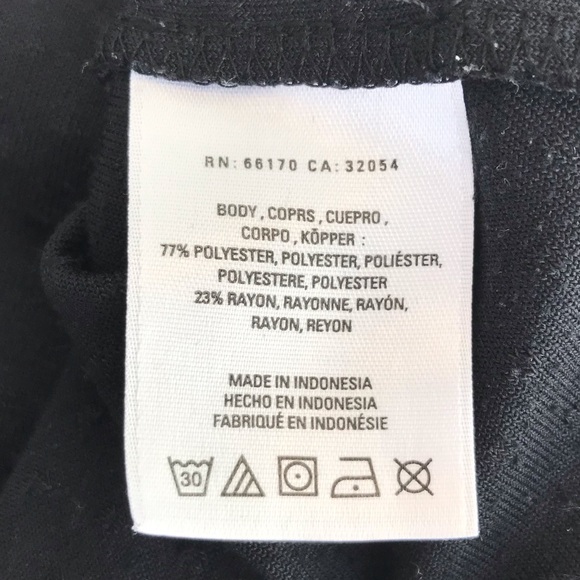 RN: 66170 CA: 32054
BODY, COPRS, CUEPRO,
CORPO, KÖPPER:
77% POLYESTER, POLYESTER, POLIÉSTER,
POLYESTERE, POLYESTER
23% RAYON, RAYONNE, RAYÓN,
RAYON, REYON
MADE IN INDONESIA
HECHO EN INDONESIA
FABRIQUÉ EN INDONÉSIE
30